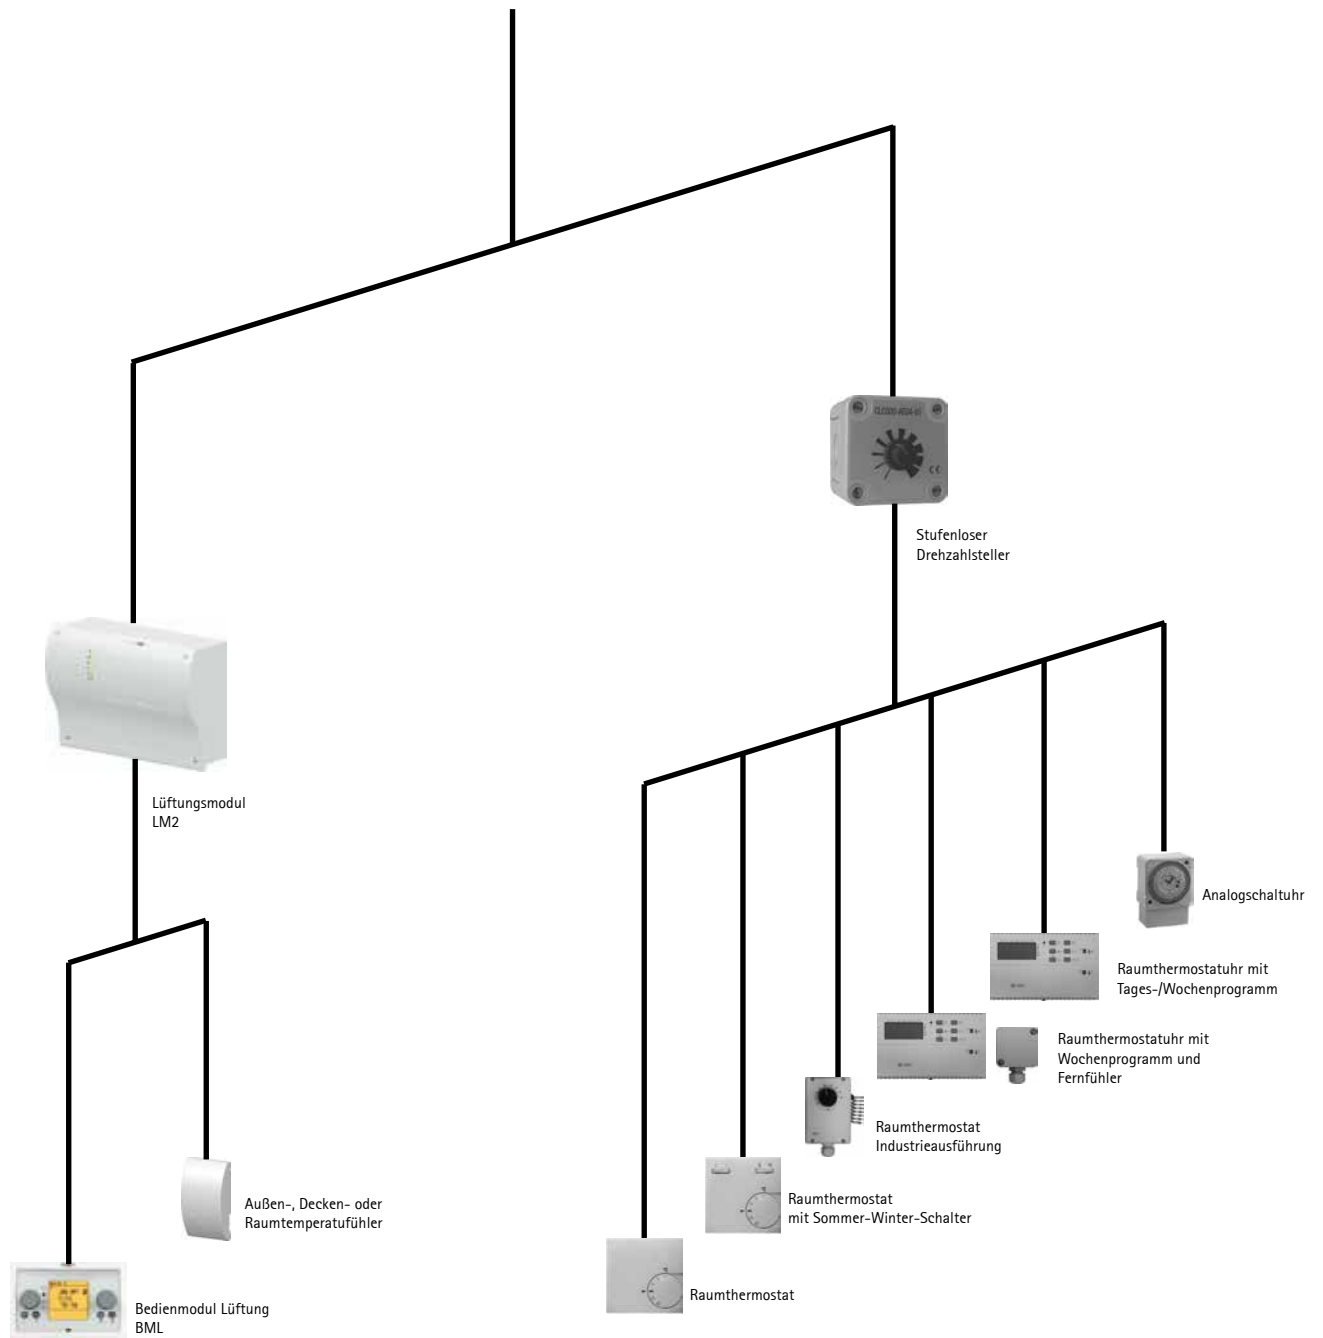 Stufenloser
Drehzahlsteller
Lüftungsmodul
LM2
Analogschaltuhr
Raumthermostatuhr mit
Tages-/Wochenprogramm
Raumthermostatuhr mit
Wochenprogramm und
Fernfühler
Raumthermostat
Industrieausführung
Raumthermostat
mit Sommer-Winter-Schalter
Außen-, Decken- oder
Raumtemperatufühler
Raumthermostat
Bedienmodul Lüftung
BML